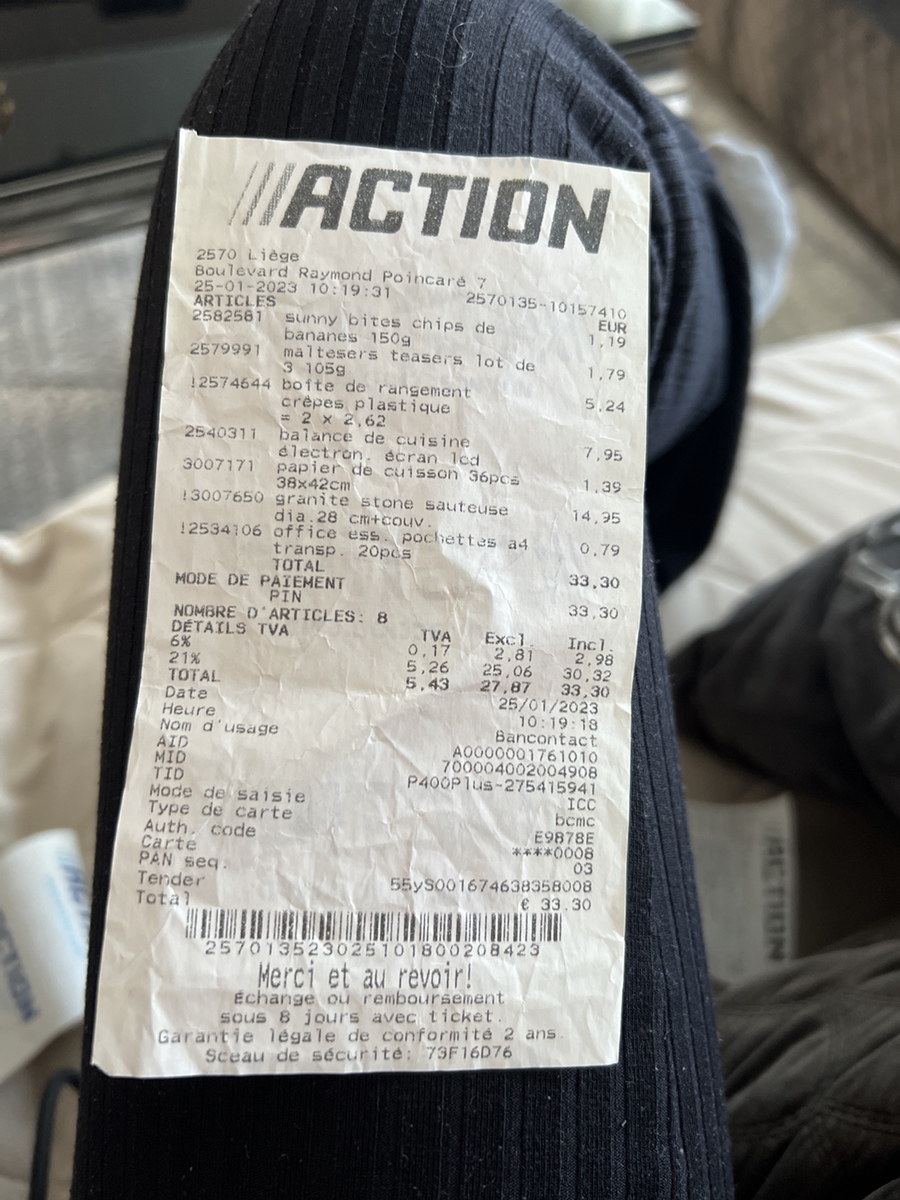 ///ACTION
2570 Liège
Boulevard Raymond Poincaré 7
25-01-2023 10:19:31 2570135-10157410
ARTICLES EUR
2582581 sunny bites chips de
bananes 150g 1,19
2579991 maltesers teasers lot de
3 105g 1,79
!2574644 boîte de rangement
crêpes plastique 5,24
= 2 x 2,62
2540311 balance de cuisine
électron. écran lcd 7,95
3007171 papier de cuisson 36pcs
38x42cm 1,39
!3007650 granite stone sauteuse
dia.28 cm+couv. 14,95
!2534106 office ess. pochettes a4
transp. 20pcs 0,79
TOTAL 33,30
MODE DE PAIEMENT
PIN 33,30
NOMBRE D'ARTICLES: 8
DÉTAILS TVA TVA Excl. Incl.
6% 0,17 2,81 2,98
21% 5,26 25,06 30,32
TOTAL 5,43 27,87 33,30
Date 25/01/2023
Heure 10:19:18
Nom d'usage Bancontact
AID A0000001761010
MID 700004002004908
TID P400Plus-275415941
Mode de saisie ICC
Type de carte bcmc
Auth. code E9878E
Carte ****0008
PAN seq. 03
Tender 55yS001674638358008
Total € 33.30
2570135230251018002084​23
Merci et au revoir!
Échange ou remboursement
sous 8 jours avec ticket.
Garantie légale de conformité 2 ans.
Sceau de sécurité: 73F16D76
ACTION